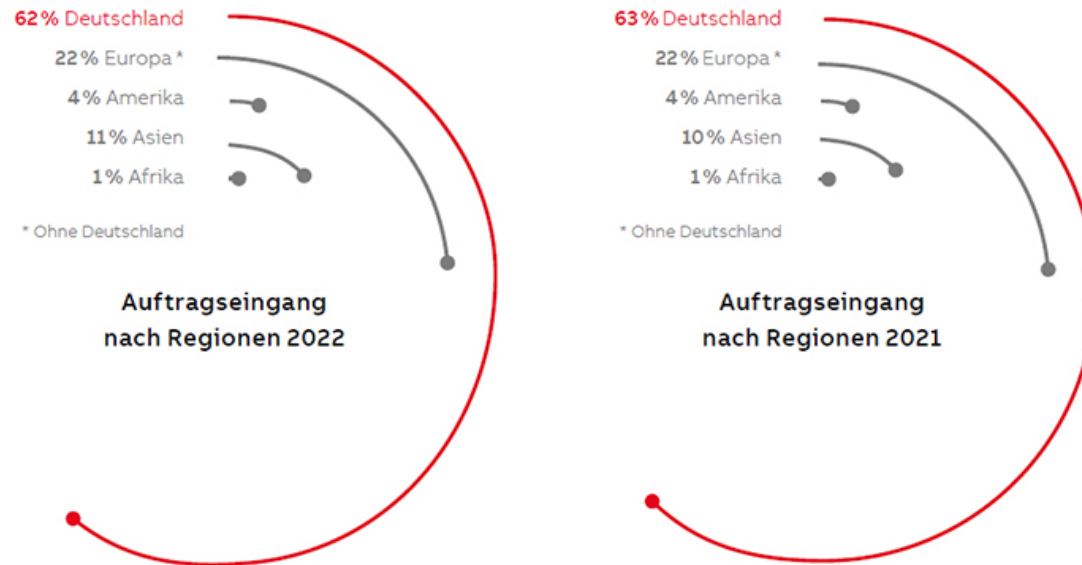 62% Deutschland
22% Europa *
4% Amerika
11% Asien
1% Afrika
* Ohne Deutschland
Auftragseingang
nach Regionen 2022
63% Deutschland
22% Europa *
4% Amerika
10% Asien
1% Afrika
* Ohne Deutschland
Auftragseingang
nach Regionen 2021